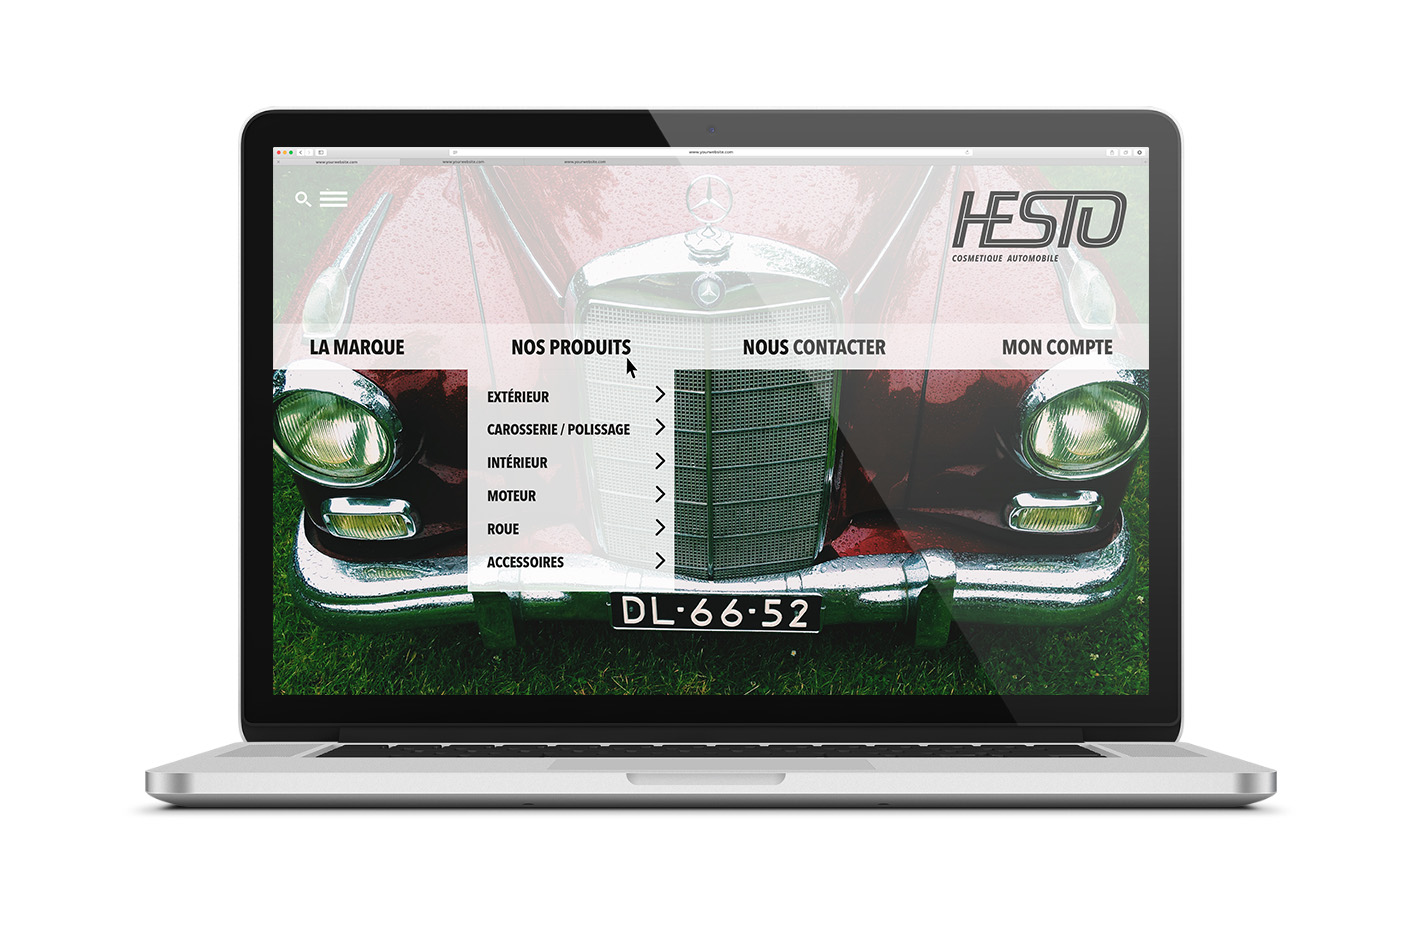 www.yourwebsite.com
www.yourwebsite.com
www.yourwebsite.com
www.yourwebsite.com
HESTO
COSMETIQUE AUTOMOBILE
LA MARQUE
NOS PRODUITS
NOUS CONTACTER
MON COMPTE
EXTÉRIEUR
CAROSSERIE / POLISSAGE
INTÉRIEUR
MOTEUR
ROUE
ACCESSOIRES
DL·66·52